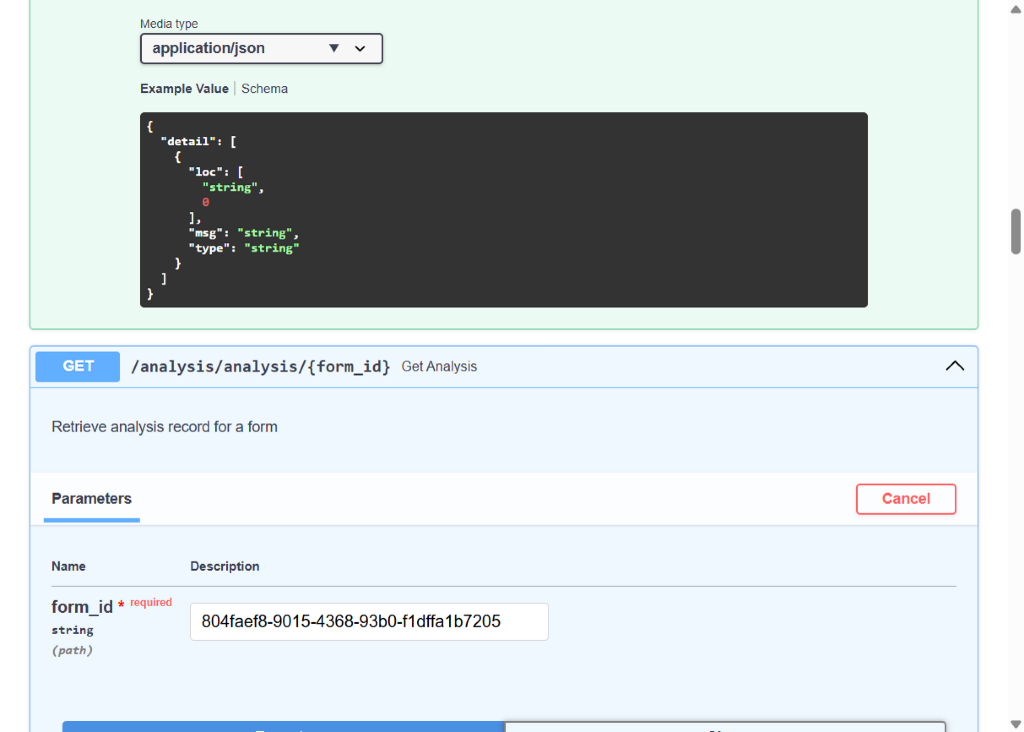 Media type
application/json
Example Value | Schema
{
  "detail": [
    {
      "loc": [
        "string",
        0
      ],
      "msg": "string",
      "type": "string"
    }
  ]
}
GET /analysis/analysis/{form_id} Get Analysis
Retrieve analysis record for a form
Parameters
Cancel
Name Description
form_id * required
string
(path)
804faef8-9015-4368-93b0-f1dffa1b7205